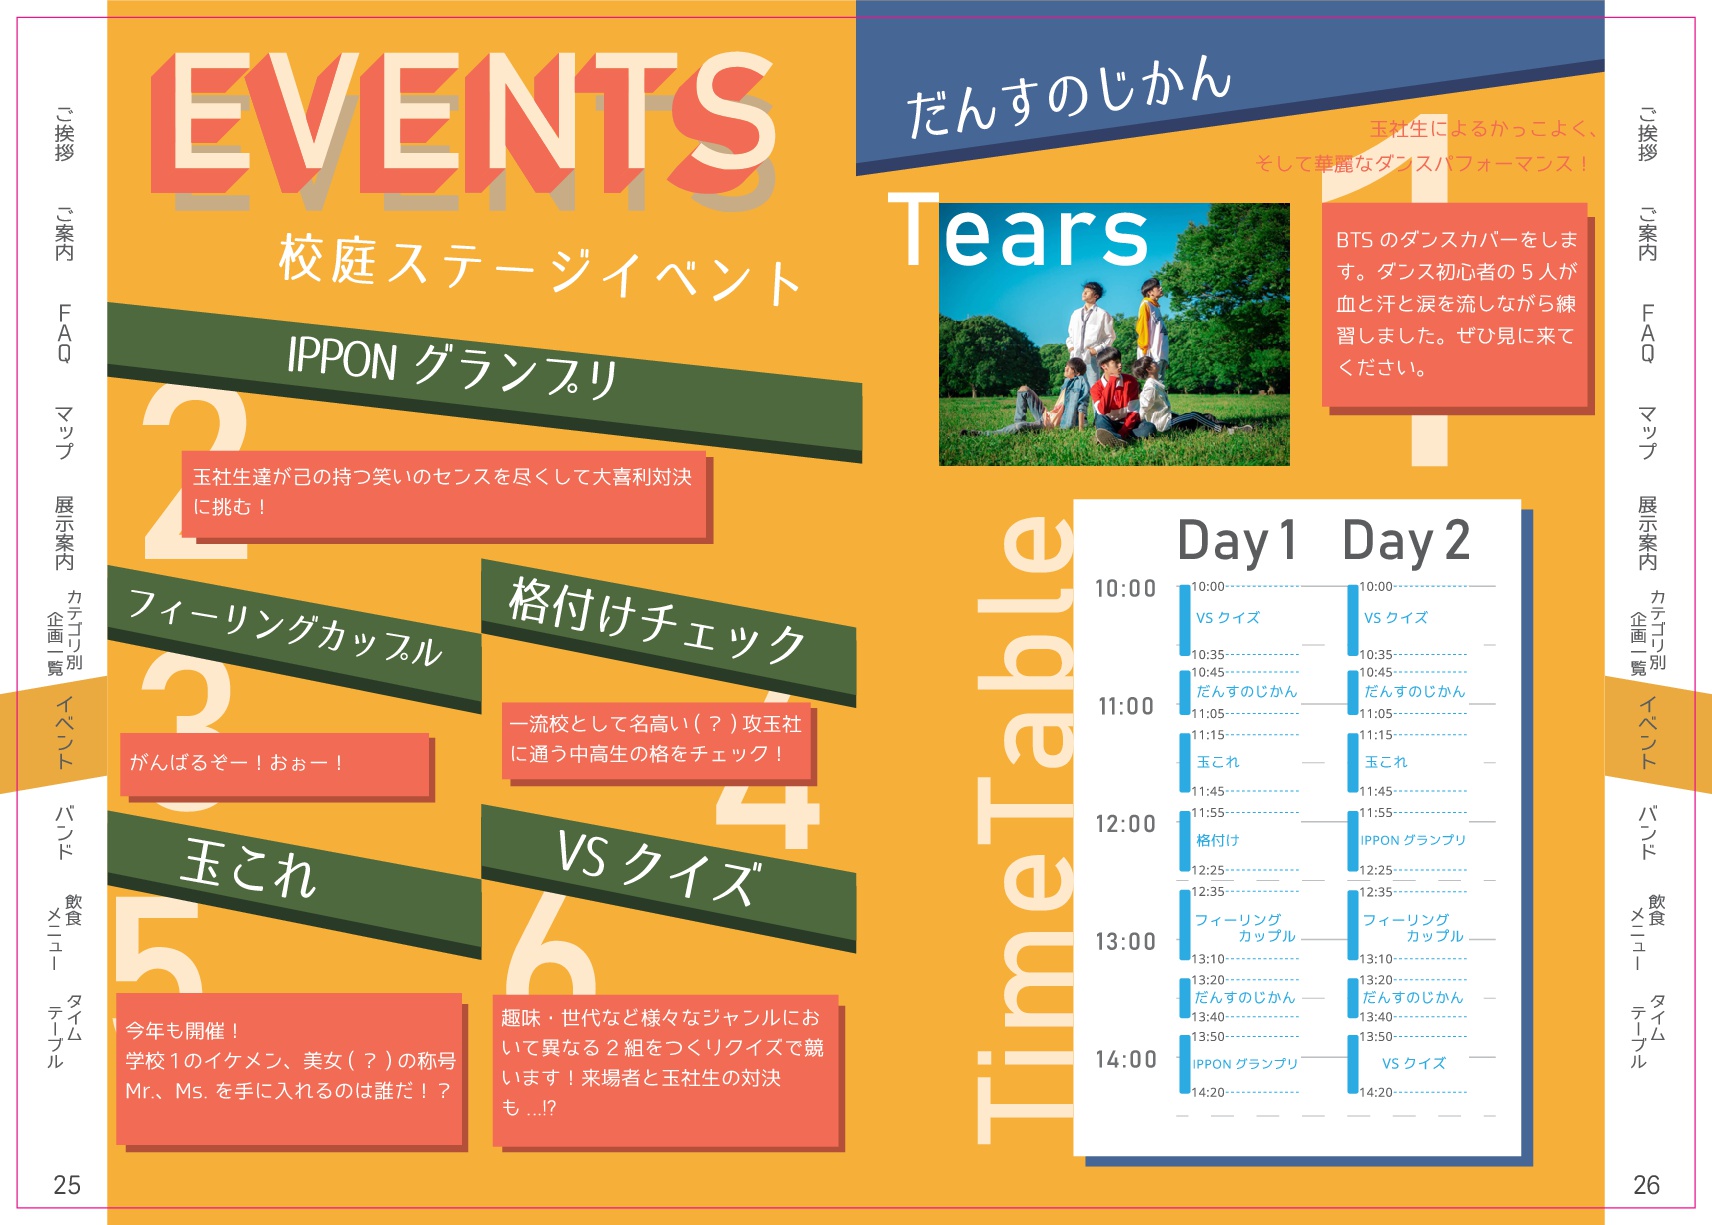 ご挨拶
ご案内
FAQ
マップ
展示案内
カテゴリ別
企画一覧
イベント
バンド
飲食
メニュー
タイム
テーブル
25
EVENTS
校庭ステージイベント
IPPON グランプリ
2
玉社生達が己の持つ笑いのセンスを尽くして大喜利対決
に挑む！
フィーリングカップル
3
がんばるぞー！おぉー！
格付けチェック
4
一流校として名高い ( ？ ) 攻玉社
に通う中高生の格をチェック！
玉これ
5
今年も開催！
学校１のイケメン、美女 ( ？ ) の称号
Mr.、Ms. を手に入れるのは誰だ！？
VS クイズ
6
趣味・世代など様々なジャンルにお
いて異なる 2 組をつくりクイズで競
います！来場者と玉社生の対決
も ...!?
だんすのじかん
玉社生によるかっこよく、
そして華麗なダンスパフォーマンス！
1
Tears
BTS のダンスカバーをしま
す。ダンス初心者の 5 人が
血と汗と涙を流しながら練
習しました。ぜひ見に来て
ください。
Time Table
Day 1 Day 2
10:00
11:00
12:00
13:00
14:00
10:00
VS クイズ
10:35
10:45
だんすのじかん
11:05
11:15
玉これ
11:45
11:55
格付け
12:25
12:35
フィーリング
カップル
13:10
13:20
だんすのじかん
13:40
13:50
IPPON グランプリ
14:20
10:00
VS クイズ
10:35
10:45
だんすのじかん
11:05
11:15
玉これ
11:45
11:55
IPPON グランプリ
12:25
12:35
フィーリング
カップル
13:10
13:20
だんすのじかん
13:40
13:50
VS クイズ
14:20
ご挨拶
ご案内
FAQ
マップ
展示案内
カテゴリ別
企画一覧
イベント
バンド
飲食
メニュー
タイム
テーブル
26